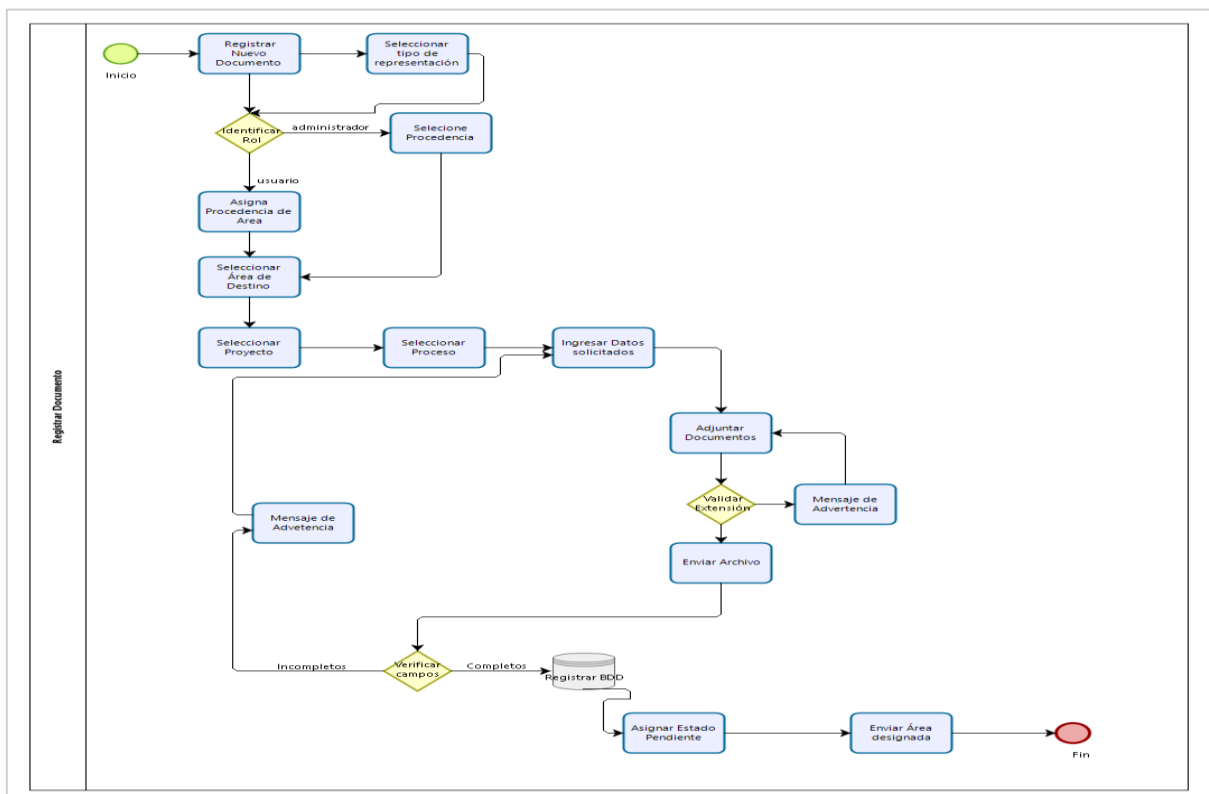 Registrar Documento
Inicio
Registrar
Nuevo
Documento
Seleccionar
tipo de
representación
Identificar
Rol
administrador
Selecione
Procedencia
usuario
Asigna
Procedencia de
Area
Seleccionar
Área de
Destino
Seleccionar
Proyecto
Seleccionar
Proceso
Ingresar Datos
solicitados
Adjuntar
Documentos
Validar
Extensión
Mensaje de
Advertencia
Mensaje de
Advetencia
Enviar Archivo
Incompletos
Verificar
campos
Completos
Registrar BDD
Asignar Estado
Pendiente
Enviar Área
designada
Fin